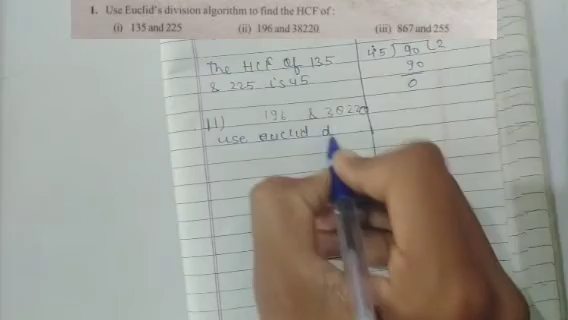 1. Use Euclid's division algorithm to find the HCF of :
(i) 135 and 225 (ii) 196 and 38220 (iii) 867 and 255
The HCF of 135
& 225 is 45
45 ) 90 ( 2
90
0
II) 196 & 38220
use euclid d